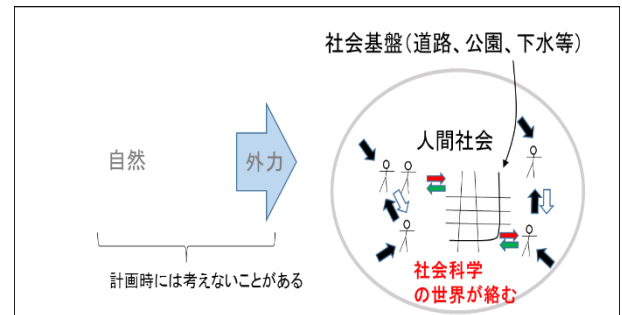 社会基盤(道路、公園、下水等)
人間社会
自然
外力
計画時には考えないことがある
社会科学
の世界が絡む